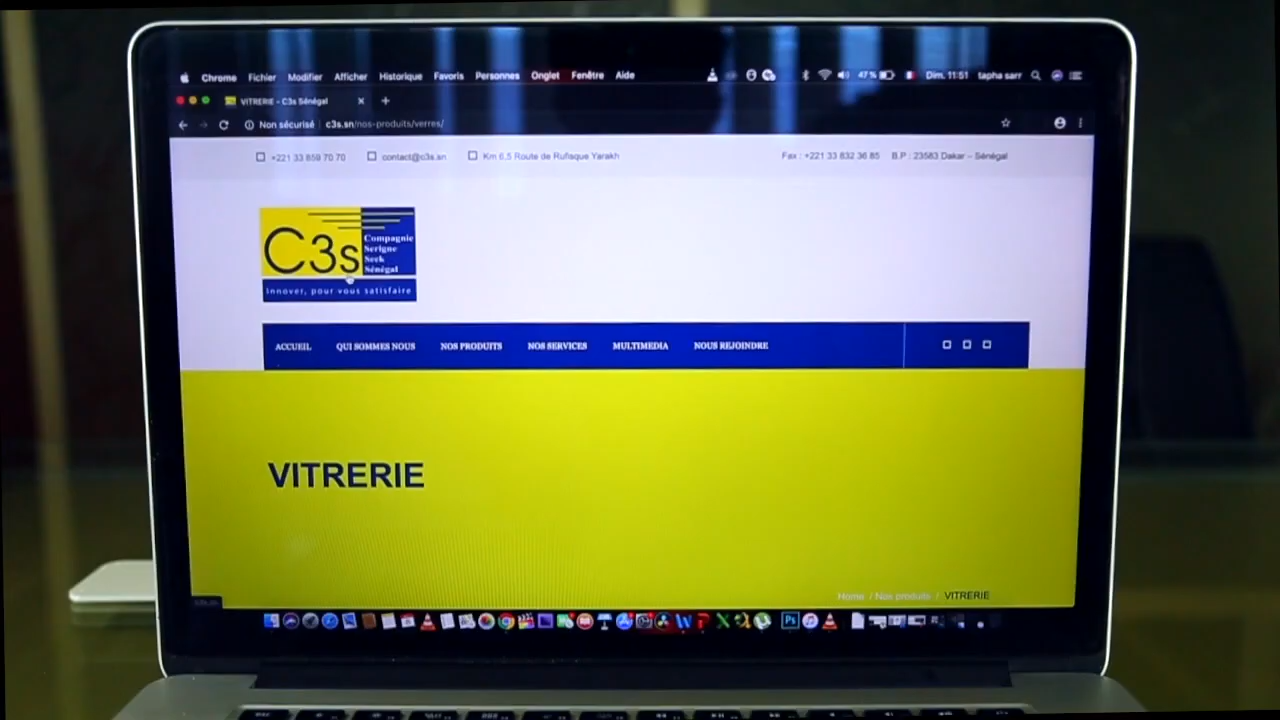 Chrome Fichier Modifier Afficher Historique Favoris Personnes Onglet Fenêtre Aide 47 % Dim. 11:51 tapha sarr
VITRERIE – C3s Sénégal
Non sécurisé c3s.sn/nos-produits/verres/
+221 33 859 70 70 contact@c3s.sn Km 6,5 Route de Rufisque Yarakh Fax : +221 33 832 36 85 B.P : 23583 Dakar – Sénégal
C3s
Compagnie
Serigne
Seck
Sénégal
Innover, pour vous satisfaire
ACCUEIL QUI SOMMES NOUS NOS PRODUITS NOS SERVICES MULTIMEDIA NOUS REJOINDRE
VITRERIE
Home / Nos produits / VITRERIE
Ps